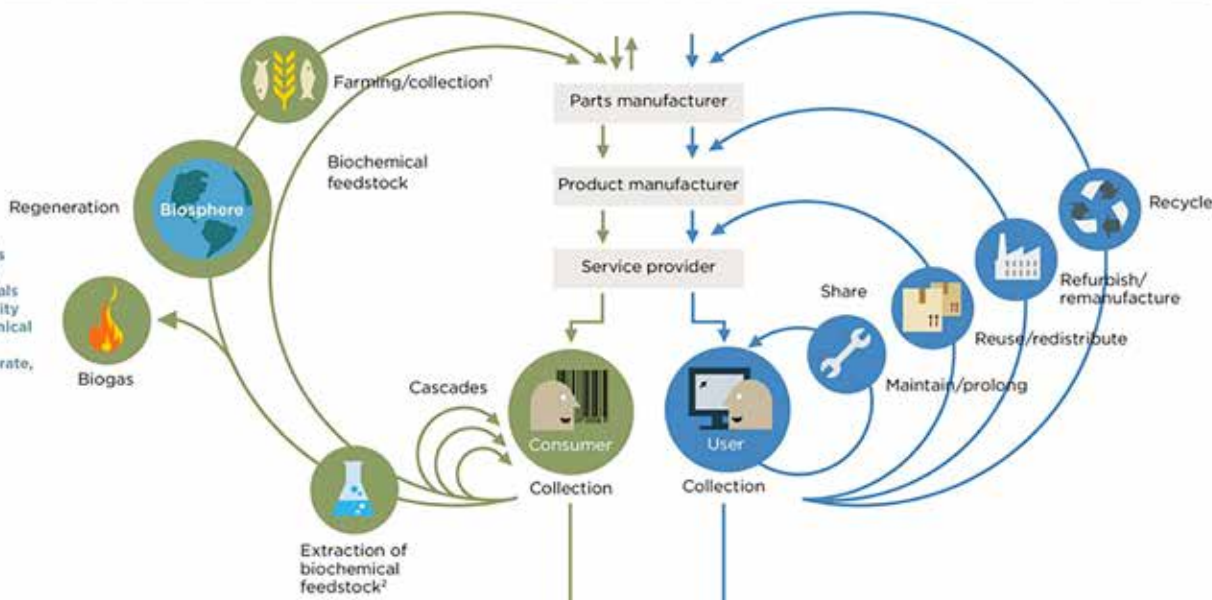 Farming/collection¹
Parts manufacturer
Biochemical
feedstock
Product manufacturer
Regeneration
Biosphere
Recycle
Service provider
Share
Refurbish/
remanufacture
Reuse/redistribute
Biogas
Cascades
Maintain/prolong
Consumer
User
Collection
Collection
Extraction of
biochemical
feedstock²